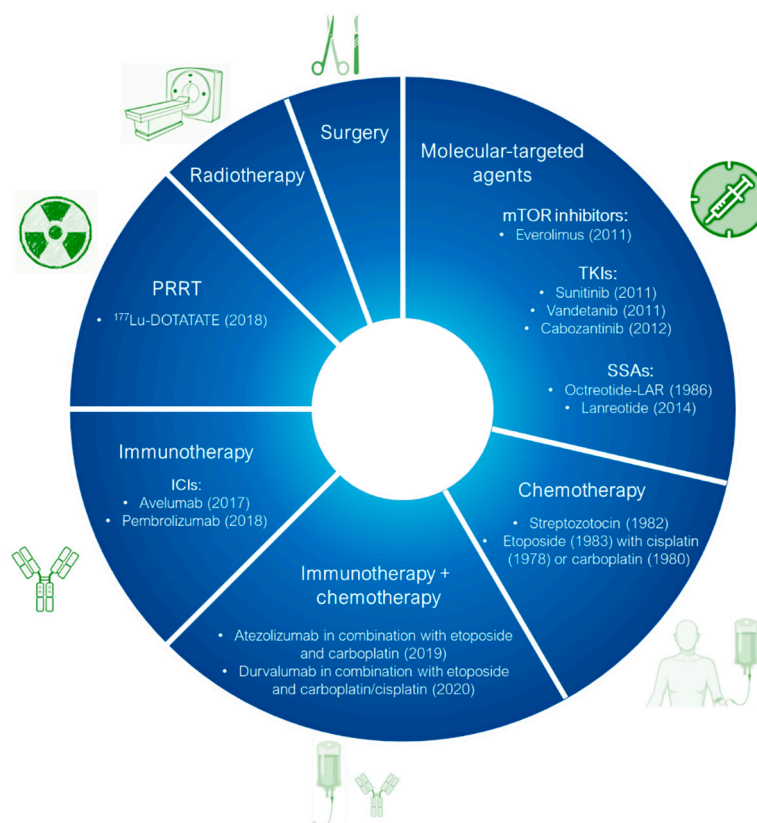 Surgery
Molecular-targeted
agents
mTOR inhibitors:
• Everolimus (2011)
TKIs:
• Sunitinib (2011)
• Vandetanib (2011)
• Cabozantinib (2012)
SSAs:
• Octreotide-LAR (1986)
• Lanreotide (2014)
Chemotherapy
• Streptozotocin (1982)
• Etoposide (1983) with cisplatin
(1978) or carboplatin (1980)
Immunotherapy +
chemotherapy
• Atezolizumab in combination with etoposide
and carboplatin (2019)
• Durvalumab in combination with etoposide
and carboplatin/cisplatin (2020)
Immunotherapy
ICIs:
• Avelumab (2017)
• Pembrolizumab (2018)
PRRT
• ¹⁷⁷Lu-DOTATATE (2018)
Radiotherapy